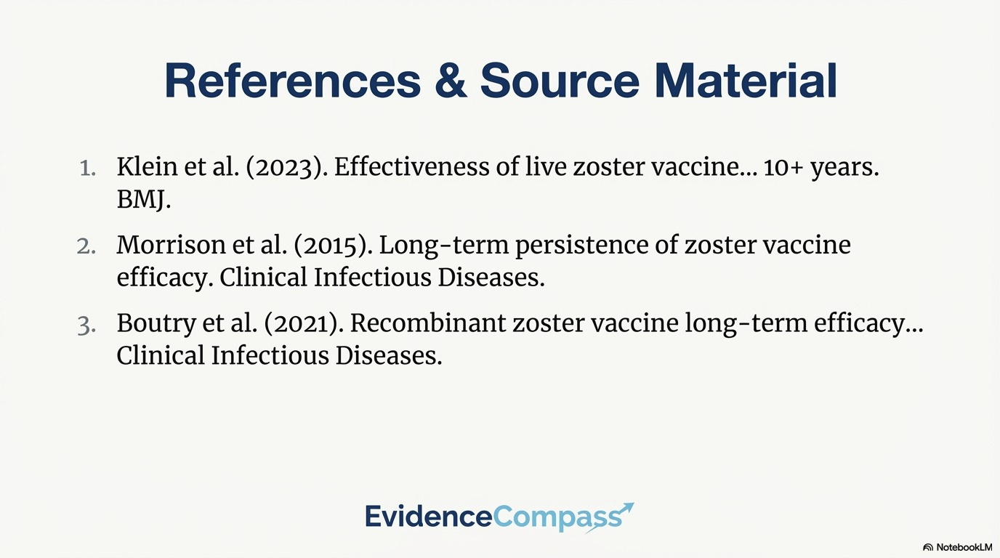 References & Source Material
1. Klein et al. (2023). Effectiveness of live zoster vaccine... 10+ years.
BMJ.
2. Morrison et al. (2015). Long-term persistence of zoster vaccine
efficacy. Clinical Infectious Diseases.
3. Boutry et al. (2021). Recombinant zoster vaccine long-term efficacy...
Clinical Infectious Diseases.
EvidenceCompass
NotebookLM